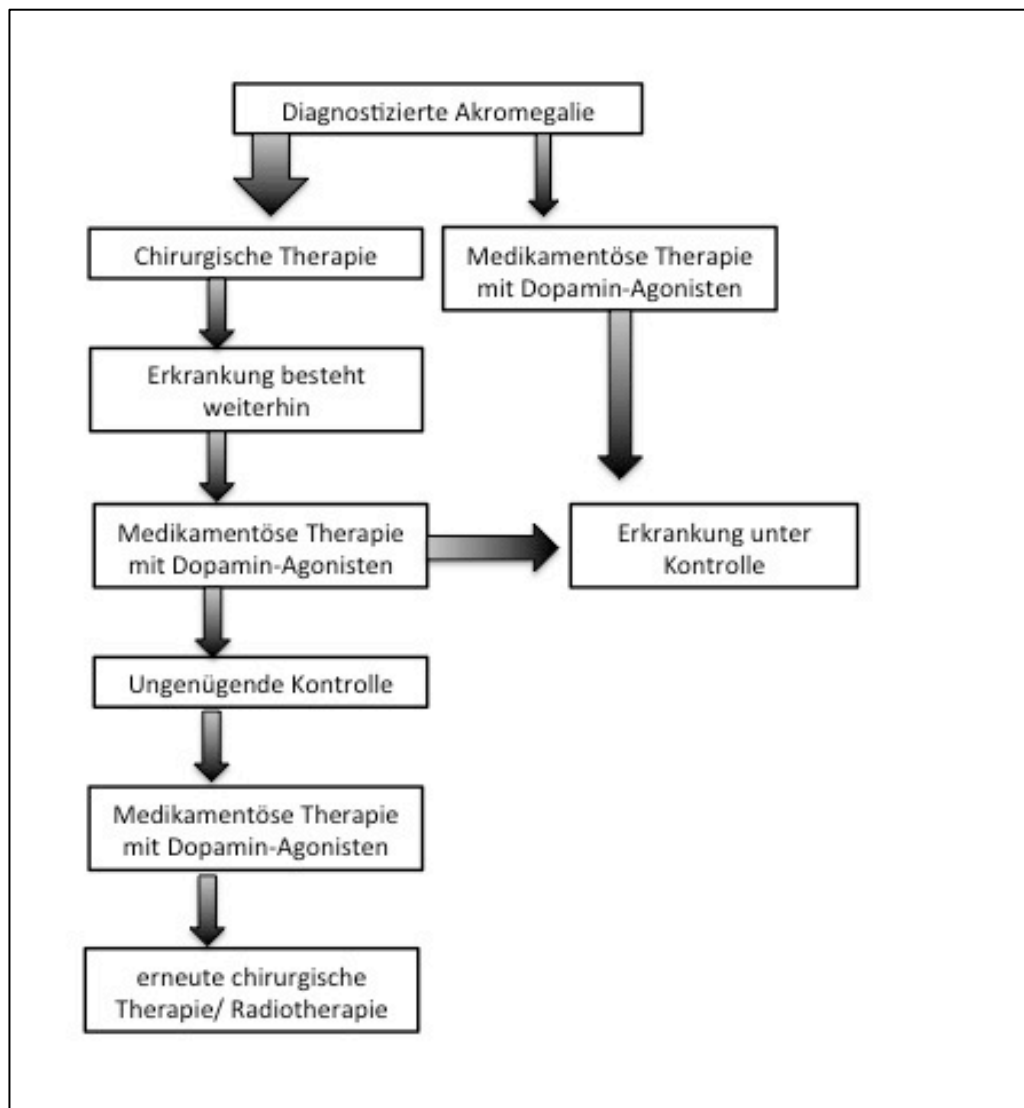 Diagnostizierte Akromegalie
Chirurgische Therapie
Medikamentöse Therapie
mit Dopamin-Agonisten
Erkrankung besteht
weiterhin
Medikamentöse Therapie
mit Dopamin-Agonisten
Erkrankung unter
Kontrolle
Ungenügende Kontrolle
Medikamentöse Therapie
mit Dopamin-Agonisten
erneute chirurgische
Therapie/ Radiotherapie